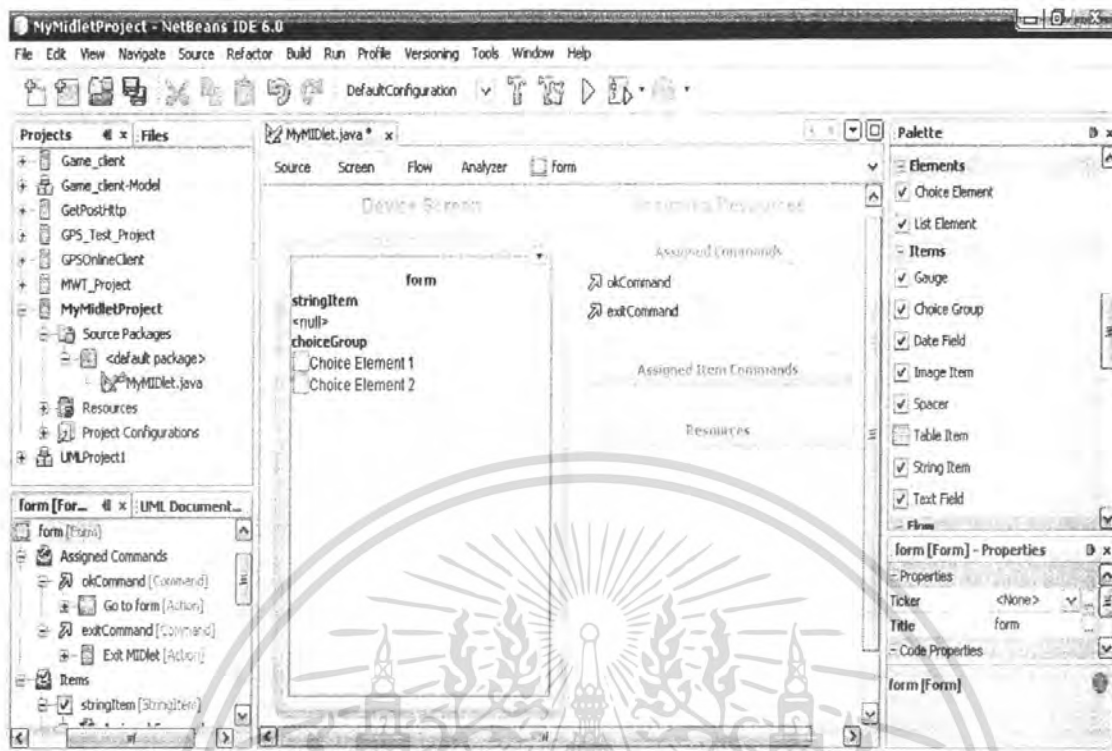 MyMidletProject - NetBeans IDE 6.0
File Edit View Navigate Source Refactor Build Run Profile Versioning Tools Window Help
DefaultConfiguration
Projects x Files
Game_client
Game_client-Model
GetPostHttp
GPS_Test_Project
GPSOnlineClient
MWT_Project
MyMidletProject
Source Packages
<default package>
MyMIDlet.java
Resources
Project Configurations
UMLProject1
form [For... x UML Document...
form [Form]
Assigned Commands
okCommand [Command]
Go to form [Action]
exitCommand [Command]
Exit MIDlet [Action]
Items
stringItem [StringItem]
MyMIDlet.java * x
Source Screen Flow Analyzer form
Device Screen
Assigned Resources
form
stringItem
<null>
choiceGroup
Choice Element 1
Choice Element 2
Assigned Commands
okCommand
exitCommand
Assigned Item Commands
Resources
Palette x
Elements
Choice Element
List Element
Items
Gauge
Choice Group
Date Field
Image Item
Spacer
Table Item
String Item
Text Field
Flow
form [Form] - Properties x
Properties
Ticker <None>
Title form
Code Properties
form [Form]